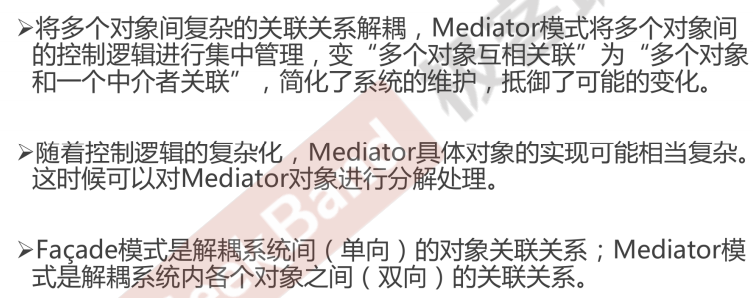 ➢将多个对象间复杂的关联关系解耦，Mediator模式将多个对象间
的控制逻辑进行集中管理，变“多个对象互相关联”为“多个对象
和一个中介者关联”，简化了系统的维护，抵御了可能的变化。
➢随着控制逻辑的复杂化，Mediator具体对象的实现可能相当复杂。
这时候可以对Mediator对象进行分解处理。
➢Façade模式是解耦系统间（单向）的对象关联关系；Mediator模
式是解耦系统内各个对象之间（双向）的关联关系。